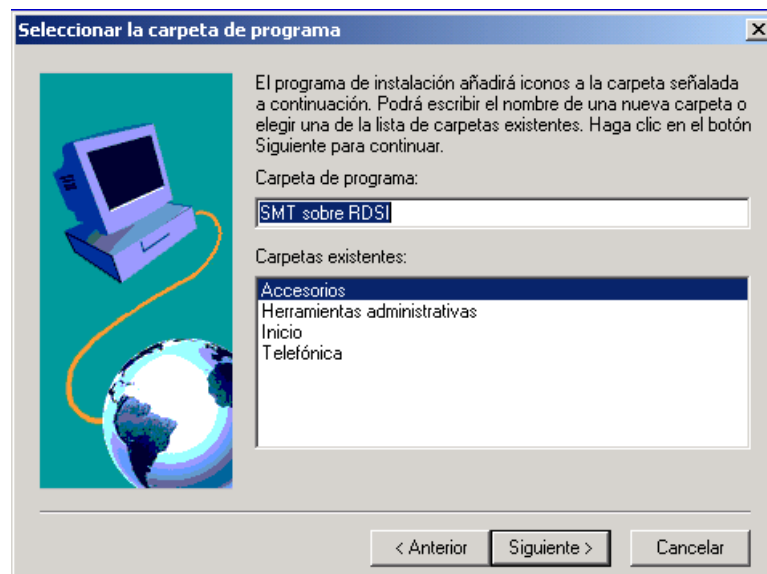 Seleccionar la carpeta de programa
El programa de instalación añadirá iconos a la carpeta señalada
a continuación. Podrá escribir el nombre de una nueva carpeta o
elegir una de la lista de carpetas existentes. Haga clic en el botón
Siguiente para continuar.
Carpeta de programa:
SMT sobre RDSI
Carpetas existentes:
Accesorios
Herramientas administrativas
Inicio
Telefónica
< Anterior
Siguiente >
Cancelar